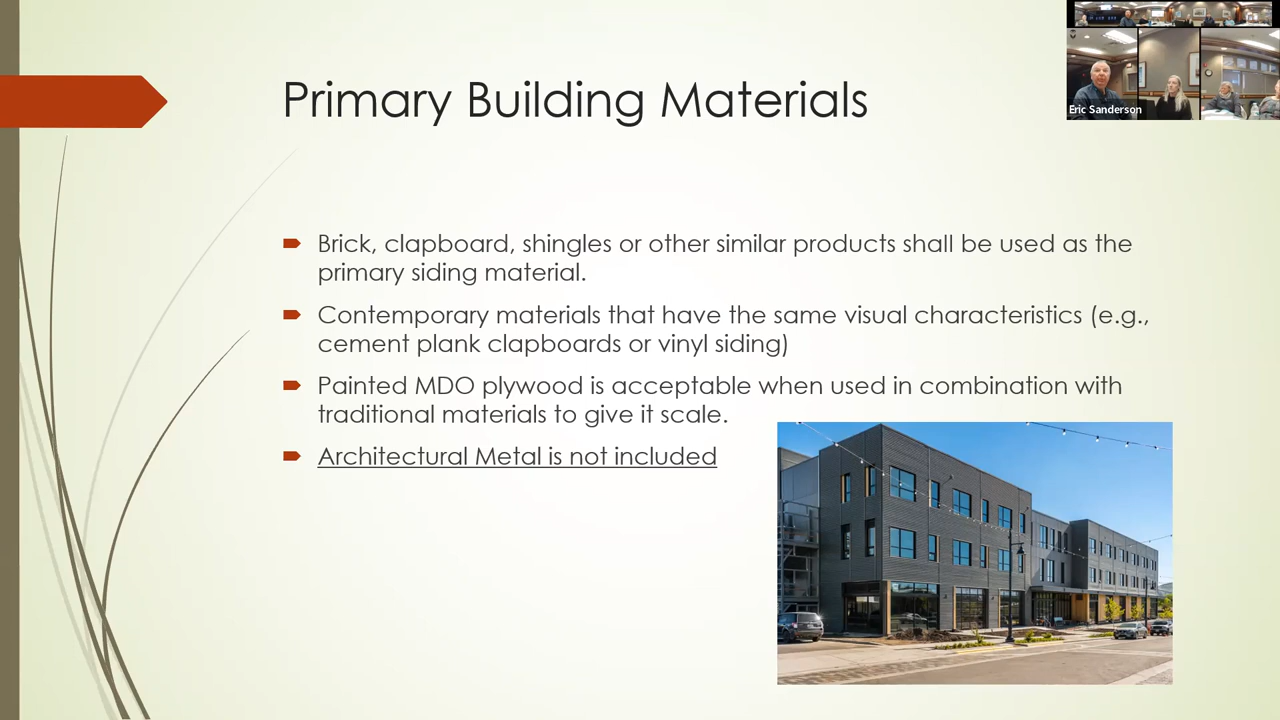 Primary Building Materials
Eric Sanderson
Brick, clapboard, shingles or other similar products shall be used as the
primary siding material.
Contemporary materials that have the same visual characteristics (e.g.,
cement plank clapboards or vinyl siding)
Painted MDO plywood is acceptable when used in combination with
traditional materials to give it scale.
Architectural Metal is not included